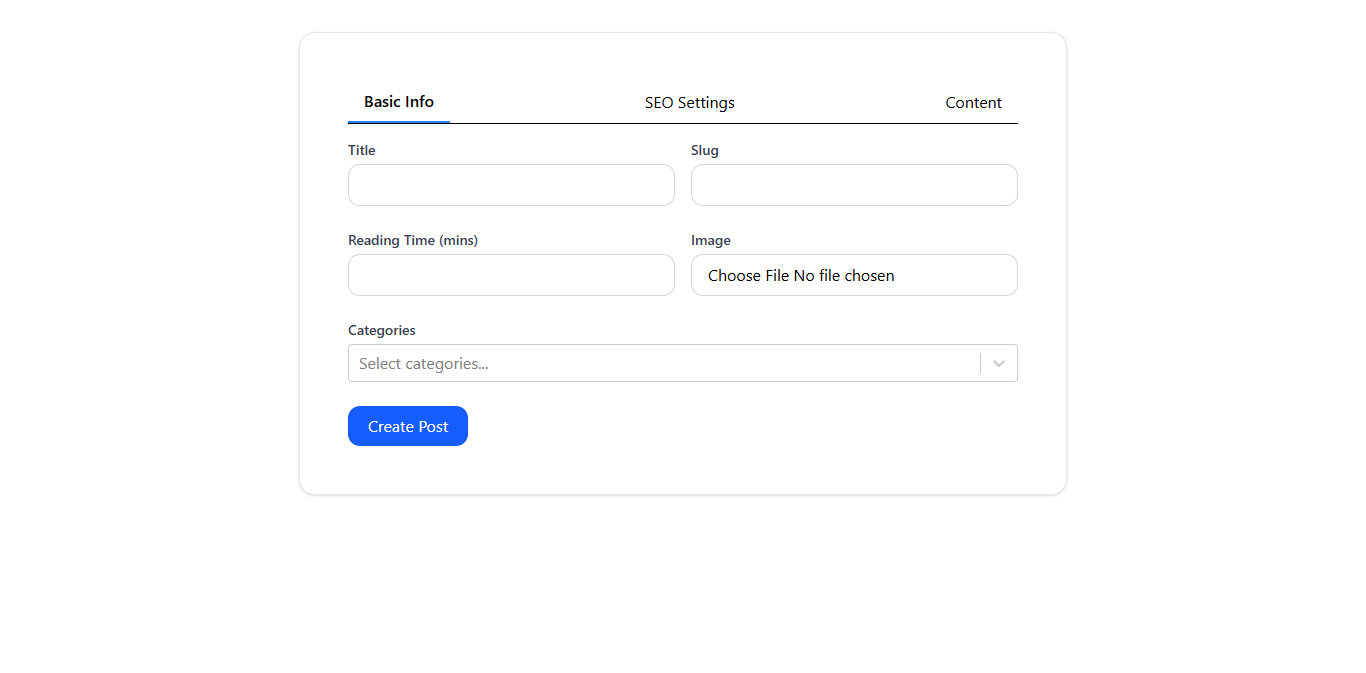 Basic Info SEO Settings Content
Title Slug
Reading Time (mins) Image
Choose File No file chosen
Categories
Select categories...
Create Post